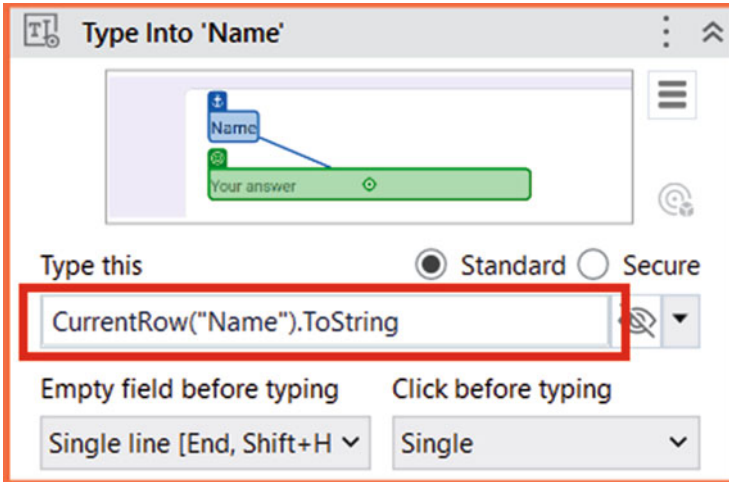 Type Into 'Name'
Name
Your answer
Type this
Standard Secure
CurrentRow("Name").ToString
Empty field before typing Click before typing
Single line [End, Shift+H Single